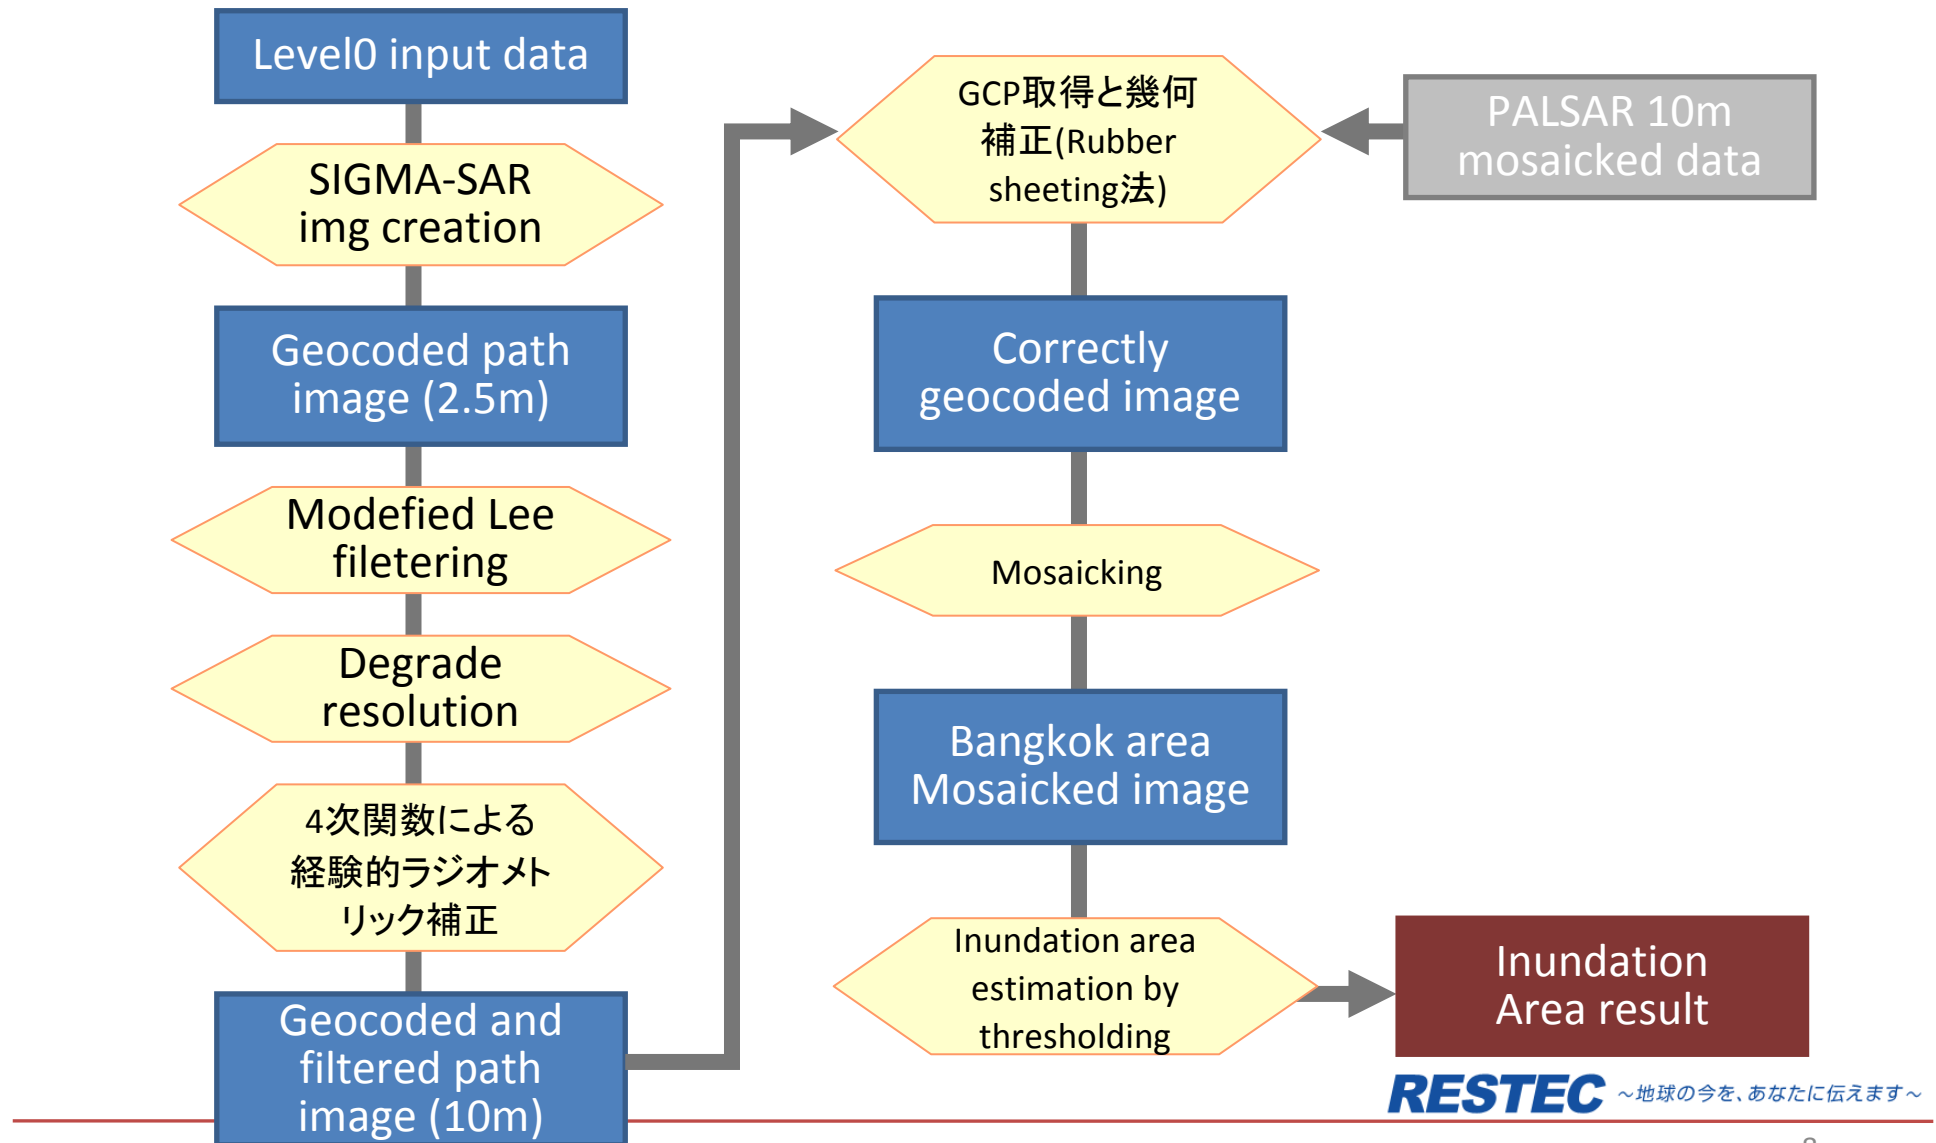 Level0 input data
SIGMA-SAR
img creation
Geocoded path
image (2.5m)
Modefied Lee
filetering
Degrade
resolution
4次関数による
経験的ラジオメト
リック補正
Geocoded and
filtered path
image (10m)
GCP取得と幾何
補正(Rubber
sheeting法)
PALSAR 10m
mosaicked data
Correctly
geocoded image
Mosaicking
Bangkok area
Mosaicked image
Inundation area
estimation by
thresholding
Inundation
Area result
RESTEC ～地球の今を、あなたに伝えます～